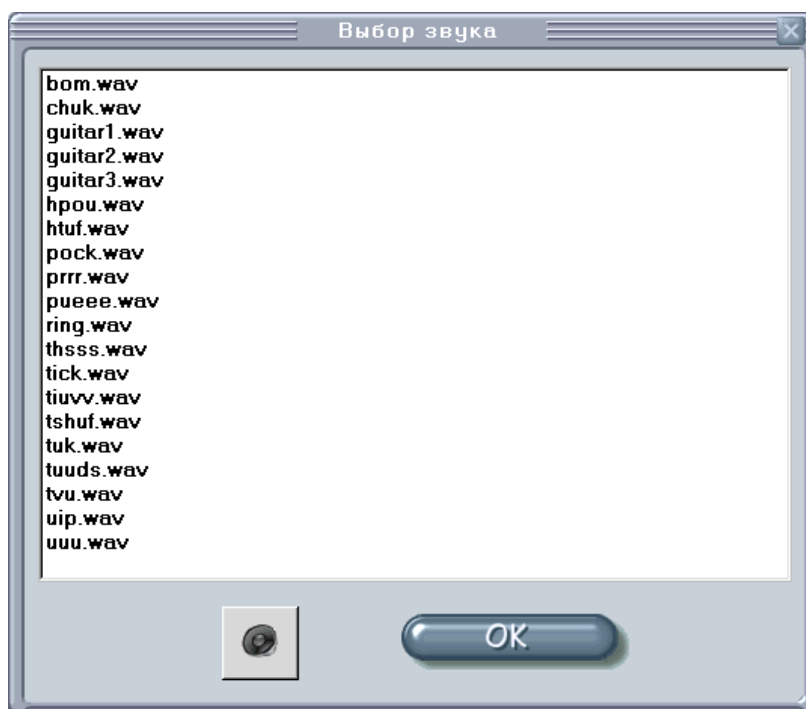 Выбор звука
bom.wav
chuk.wav
guitar1.wav
guitar2.wav
guitar3.wav
hpou.wav
htuf.wav
pock.wav
prrr.wav
pueee.wav
ring.wav
thsss.wav
tick.wav
tiuvv.wav
tshuf.wav
tuk.wav
tuuds.wav
tvu.wav
uip.wav
uuu.wav
OK